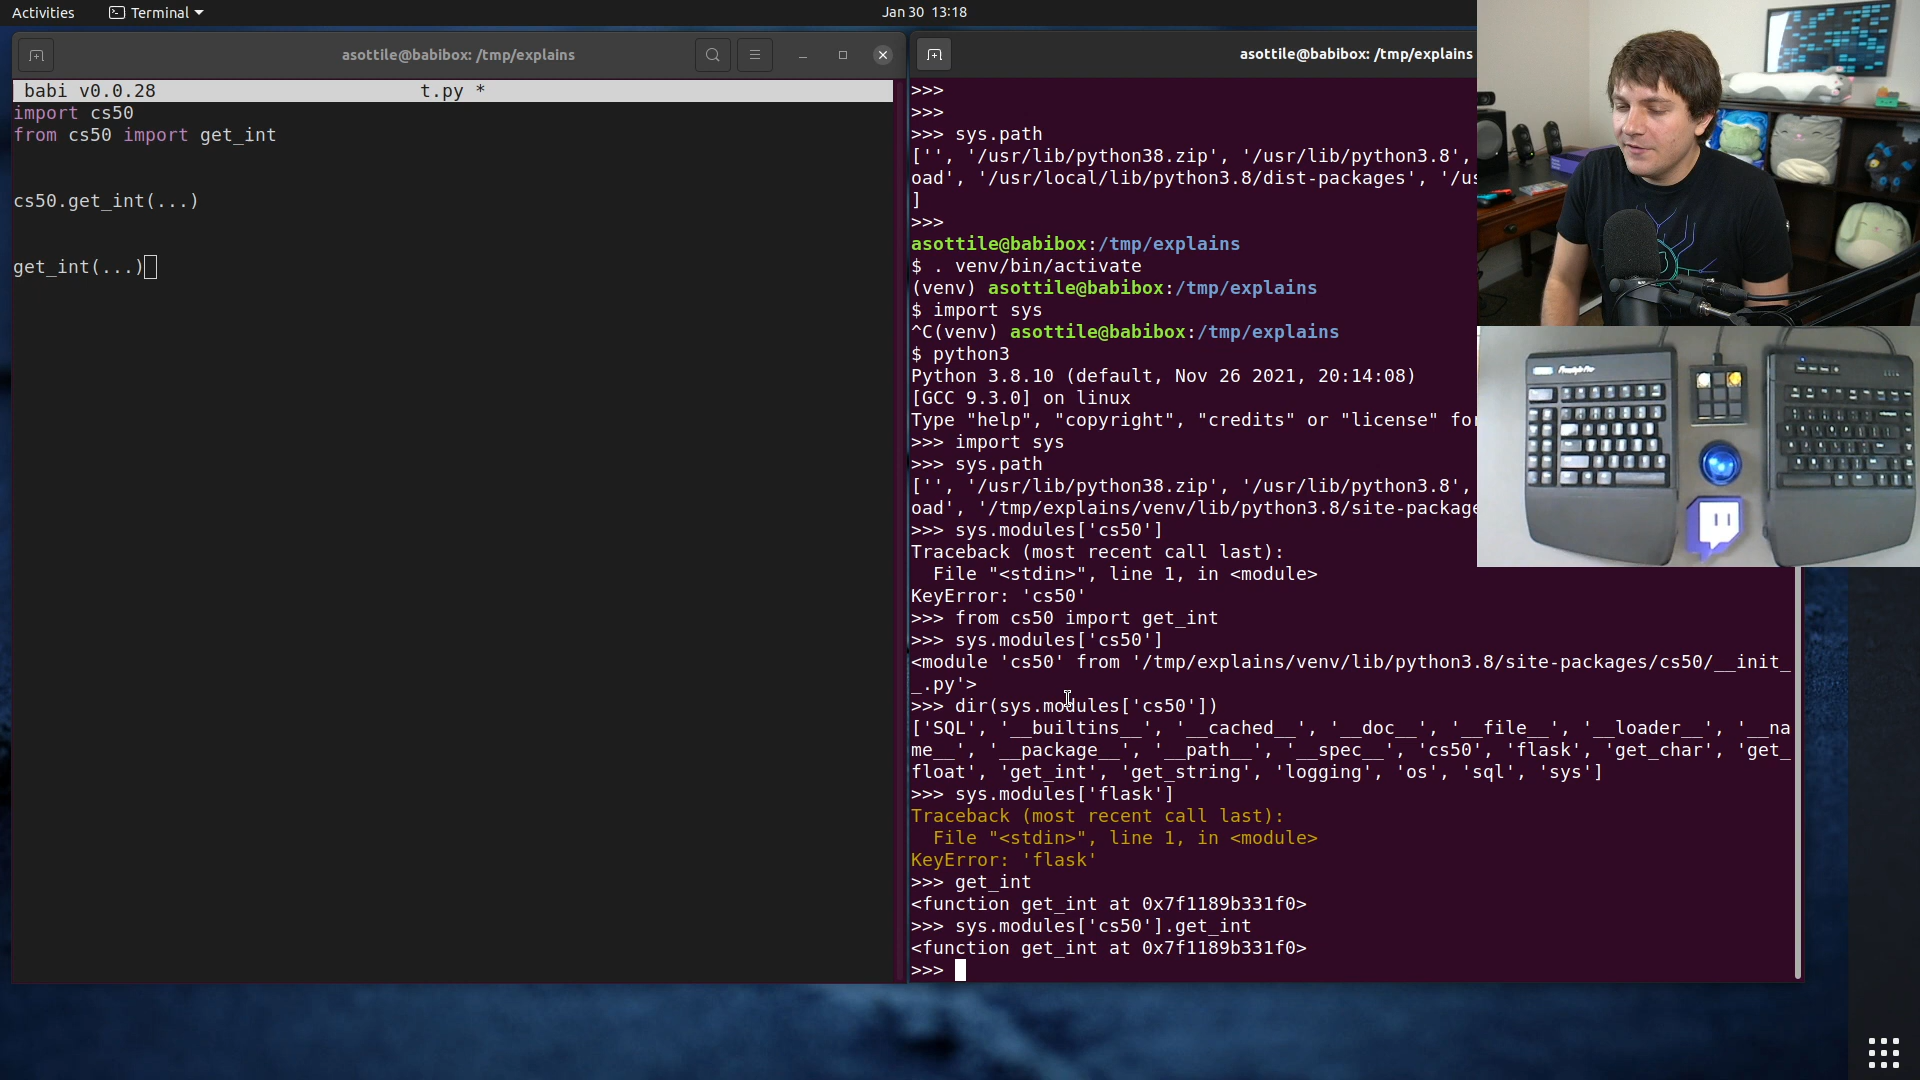 Activities
Terminal
Jan 30 13:18
asottile@babibox: /tmp/explains
babi v0.0.28 t.py *
import cs50
from cs50 import get_int
cs50.get_int(...)
get_int(...)
asottile@babibox: /tmp/explains
>>>
>>>
>>> sys.path
['', '/usr/lib/python38.zip', '/usr/lib/python3.8',
oad', '/usr/local/lib/python3.8/dist-packages', '/us
]
>>>
asottile@babibox:/tmp/explains
$ . venv/bin/activate
(venv) asottile@babibox:/tmp/explains
$ import sys
^C(venv) asottile@babibox:/tmp/explains
$ python3
Python 3.8.10 (default, Nov 26 2021, 20:14:08)
[GCC 9.3.0] on linux
Type "help", "copyright", "credits" or "license" for
>>> import sys
>>> sys.path
['', '/usr/lib/python38.zip', '/usr/lib/python3.8',
oad', '/tmp/explains/venv/lib/python3.8/site-package
>>> sys.modules['cs50']
Traceback (most recent call last):
  File "<stdin>", line 1, in <module>
KeyError: 'cs50'
>>> from cs50 import get_int
>>> sys.modules['cs50']
<module 'cs50' from '/tmp/explains/venv/lib/python3.8/site-packages/cs50/__init_
_.py'>
>>> dir(sys.modules['cs50'])
['SQL', '__builtins__', '__cached__', '__doc__', '__file__', '__loader__', '__na
me__', '__package__', '__path__', '__spec__', 'cs50', 'flask', 'get_char', 'get_
float', 'get_int', 'get_string', 'logging', 'os', 'sql', 'sys']
>>> sys.modules['flask']
Traceback (most recent call last):
  File "<stdin>", line 1, in <module>
KeyError: 'flask'
>>> get_int
<function get_int at 0x7f1189b331f0>
>>> sys.modules['cs50'].get_int
<function get_int at 0x7f1189b331f0>
>>>